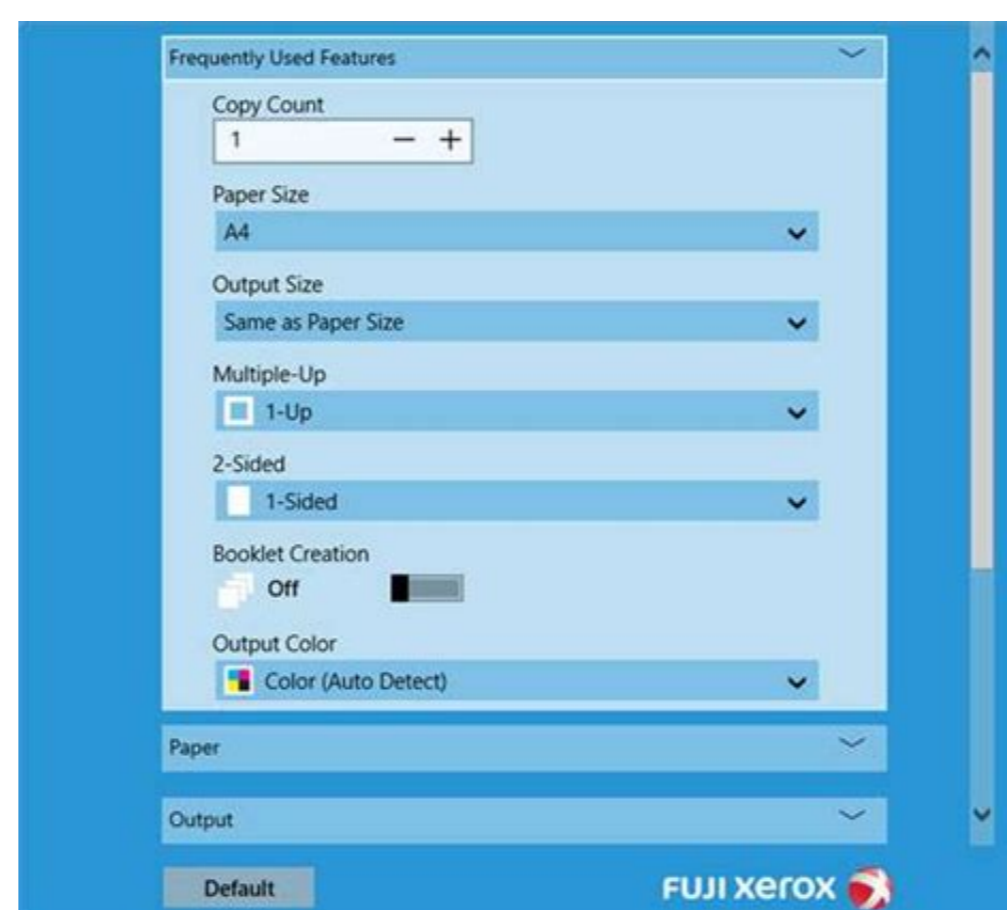 Frequently Used Features
Copy Count
1
Paper Size
A4
Output Size
Same as Paper Size
Multiple-Up
1-Up
2-Sided
1-Sided
Booklet Creation
Off
Output Color
Color (Auto Detect)
Paper
Output
Default
FUJI xerox